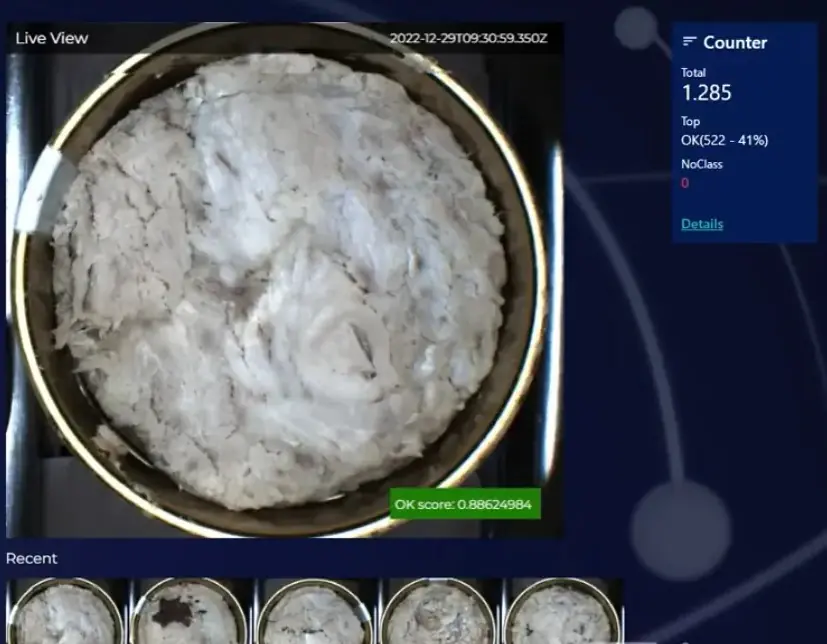 Live View
2022-12-29T09:30:59.350Z
Counter
Total
1.285
Top
OK(522 - 41%)
NoClass
0
Details
OK score: 0.88624984
Recent